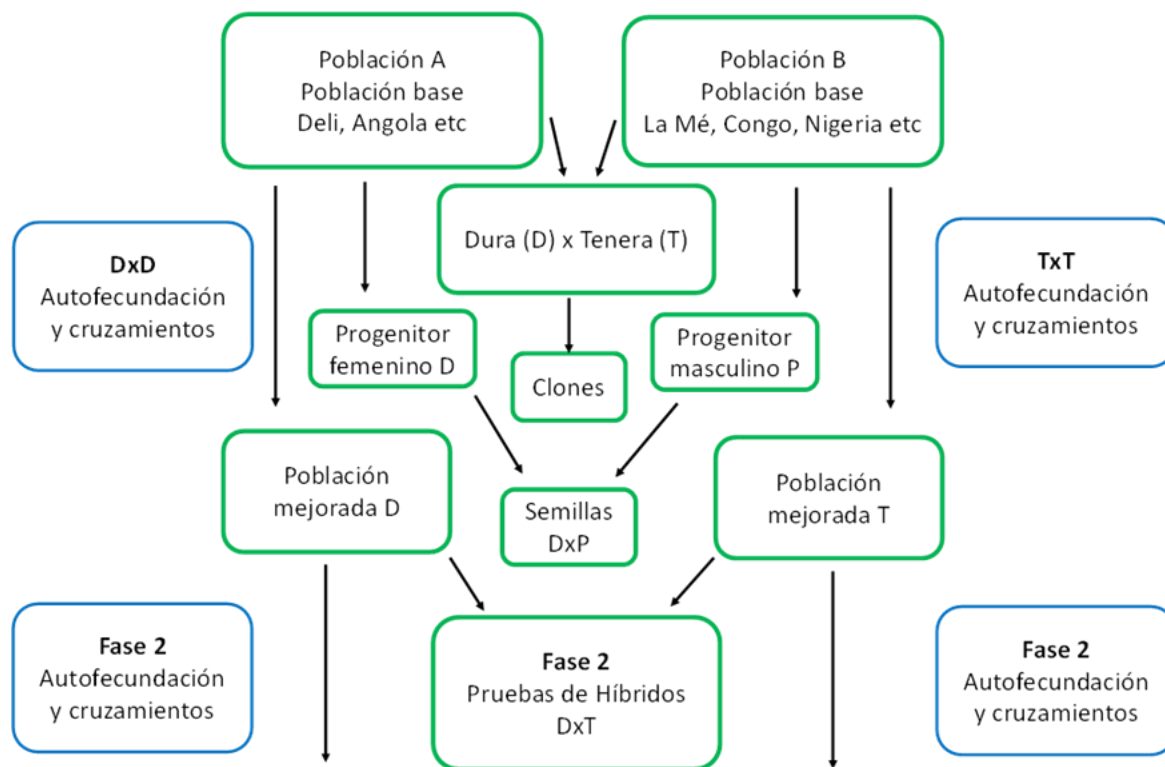 Población A
Población base
Deli, Angola etc
Población B
Población base
La Mé, Congo, Nigeria etc
Dura (D) x Tenera (T)
DxD
Autofecundación
y cruzamientos
TxT
Autofecundación
y cruzamientos
Progenitor
femenino D
Clones
Progenitor
masculino P
Población
mejorada D
Semillas
DxP
Población
mejorada T
Fase 2
Autofecundación
y cruzamientos
Fase 2
Pruebas de Híbridos
DxT
Fase 2
Autofecundación
y cruzamientos